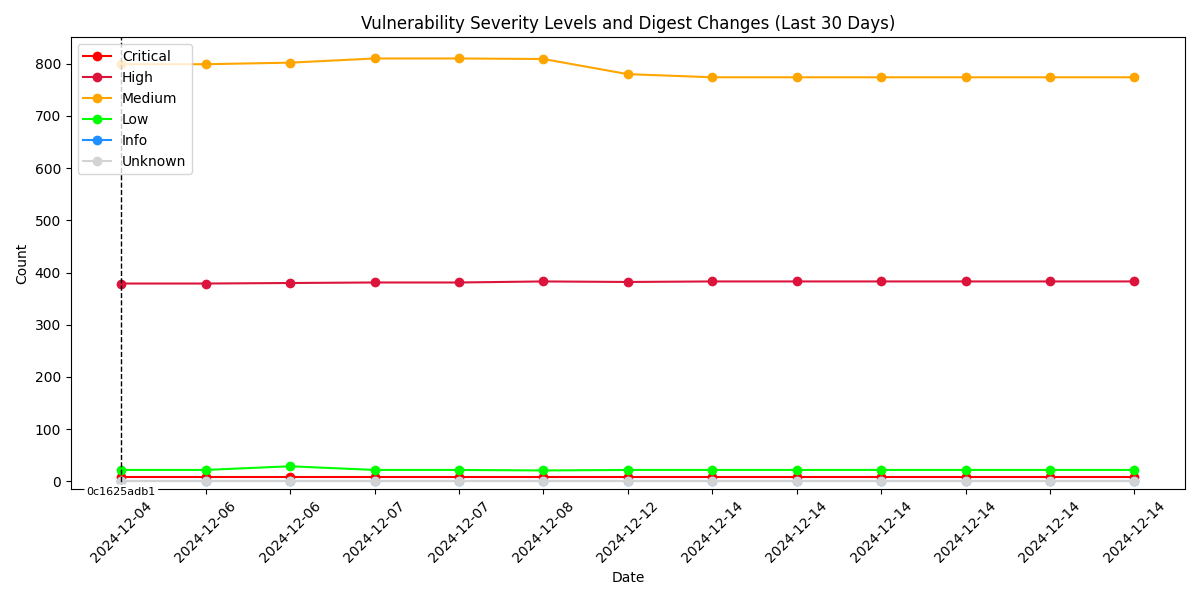 Vulnerability Severity Levels and Digest Changes (Last 30 Days)
Critical
High
Medium
Low
Info
Unknown
800
700
600
500
400
300
200
100
0
Count
0c1625adb1
2024-12-04
2024-12-06
2024-12-06
2024-12-07
2024-12-07
2024-12-08
2024-12-12
2024-12-14
2024-12-14
2024-12-14
2024-12-14
2024-12-14
2024-12-14
Date